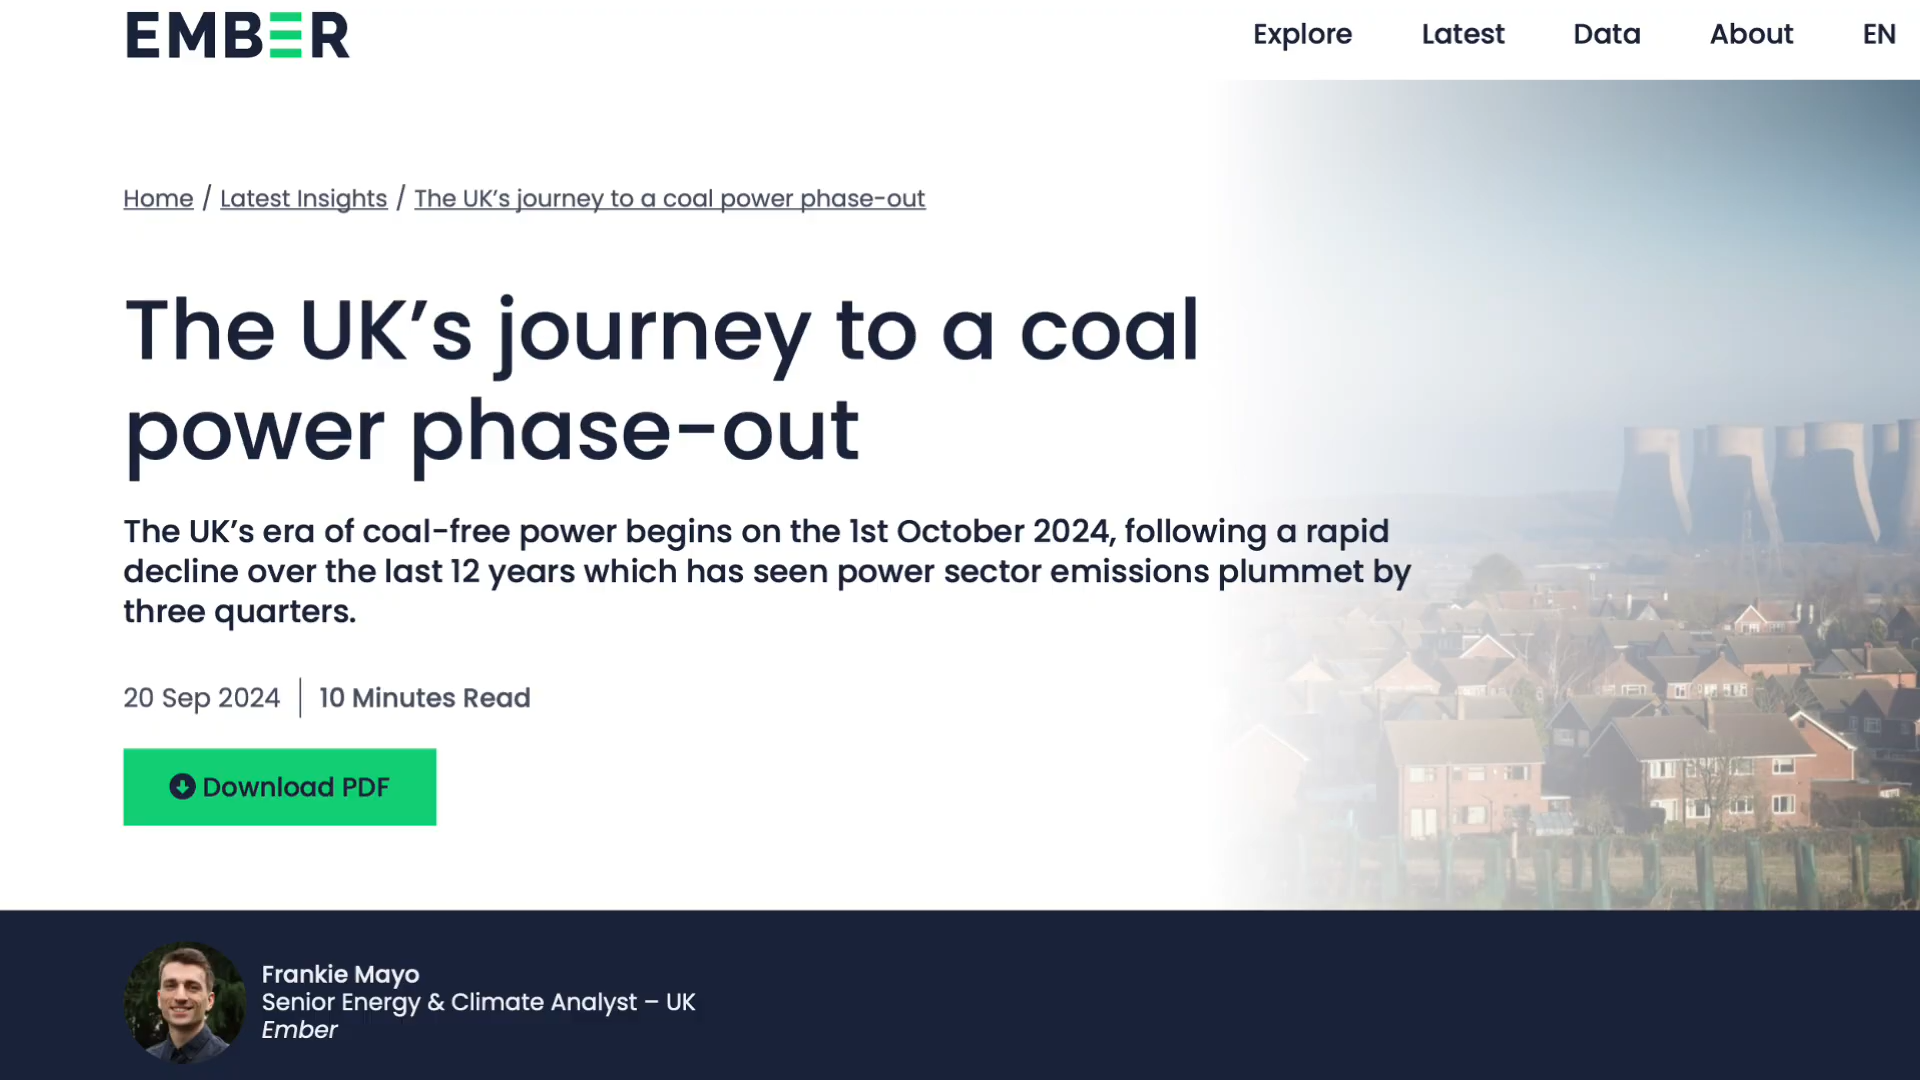 EMBER
Explore
Latest
Data
About
EN
Home / Latest Insights / The UK’s journey to a coal power phase-out
The UK’s journey to a coal
power phase-out
The UK’s era of coal-free power begins on the 1st October 2024, following a rapid
decline over the last 12 years which has seen power sector emissions plummet by
three quarters.
20 Sep 2024 | 10 Minutes Read
Download PDF
Frankie Mayo
Senior Energy & Climate Analyst – UK
Ember